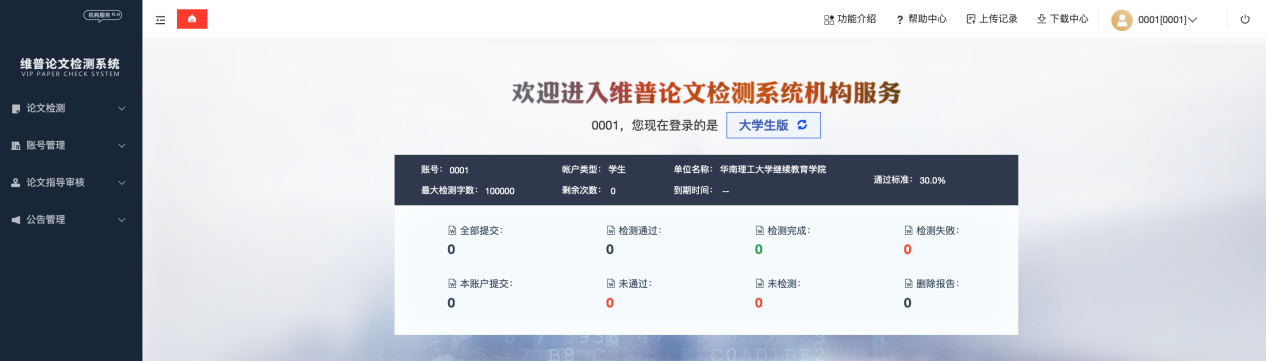 机构服务 6.0
功能介绍 ? 帮助中心 上传记录 下载中心 0001[0001]
维普论文检测系统
VIP PAPER CHECK SYSTEM
论文检测
账号管理
论文指导审核
公告管理
欢迎进入维普论文检测系统机构服务
0001，您现在登录的是 大学生版
账号： 0001 帐户类型： 学生 单位名称： 华南理工大学继续教育学院
最大检测字数： 100000 剩余次数： 0 到期时间： --
通过标准： 30.0%
全部提交： 检测通过： 检测完成： 检测失败：
0 0 0 0
本账户提交： 未通过： 未检测： 删除报告：
0 0 0 0